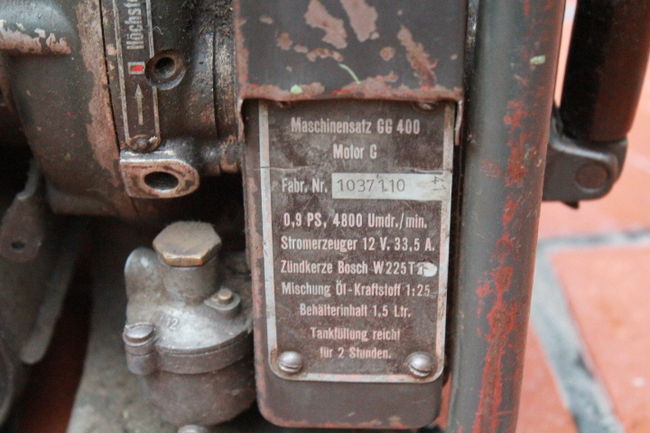 Höchst
Maschinensatz GG 400
Motor G
Fabr. Nr. 1037110
0,9 PS, 4800 Umdr./min.
Stromerzeuger 12 V. 33,5 A.
Zündkerze Bosch W225T
Mischung Öl-Kraftstoff 1:25
Behälterinhalt 1,5 Ltr.
Tankfüllung reicht
für 2 Stunden.